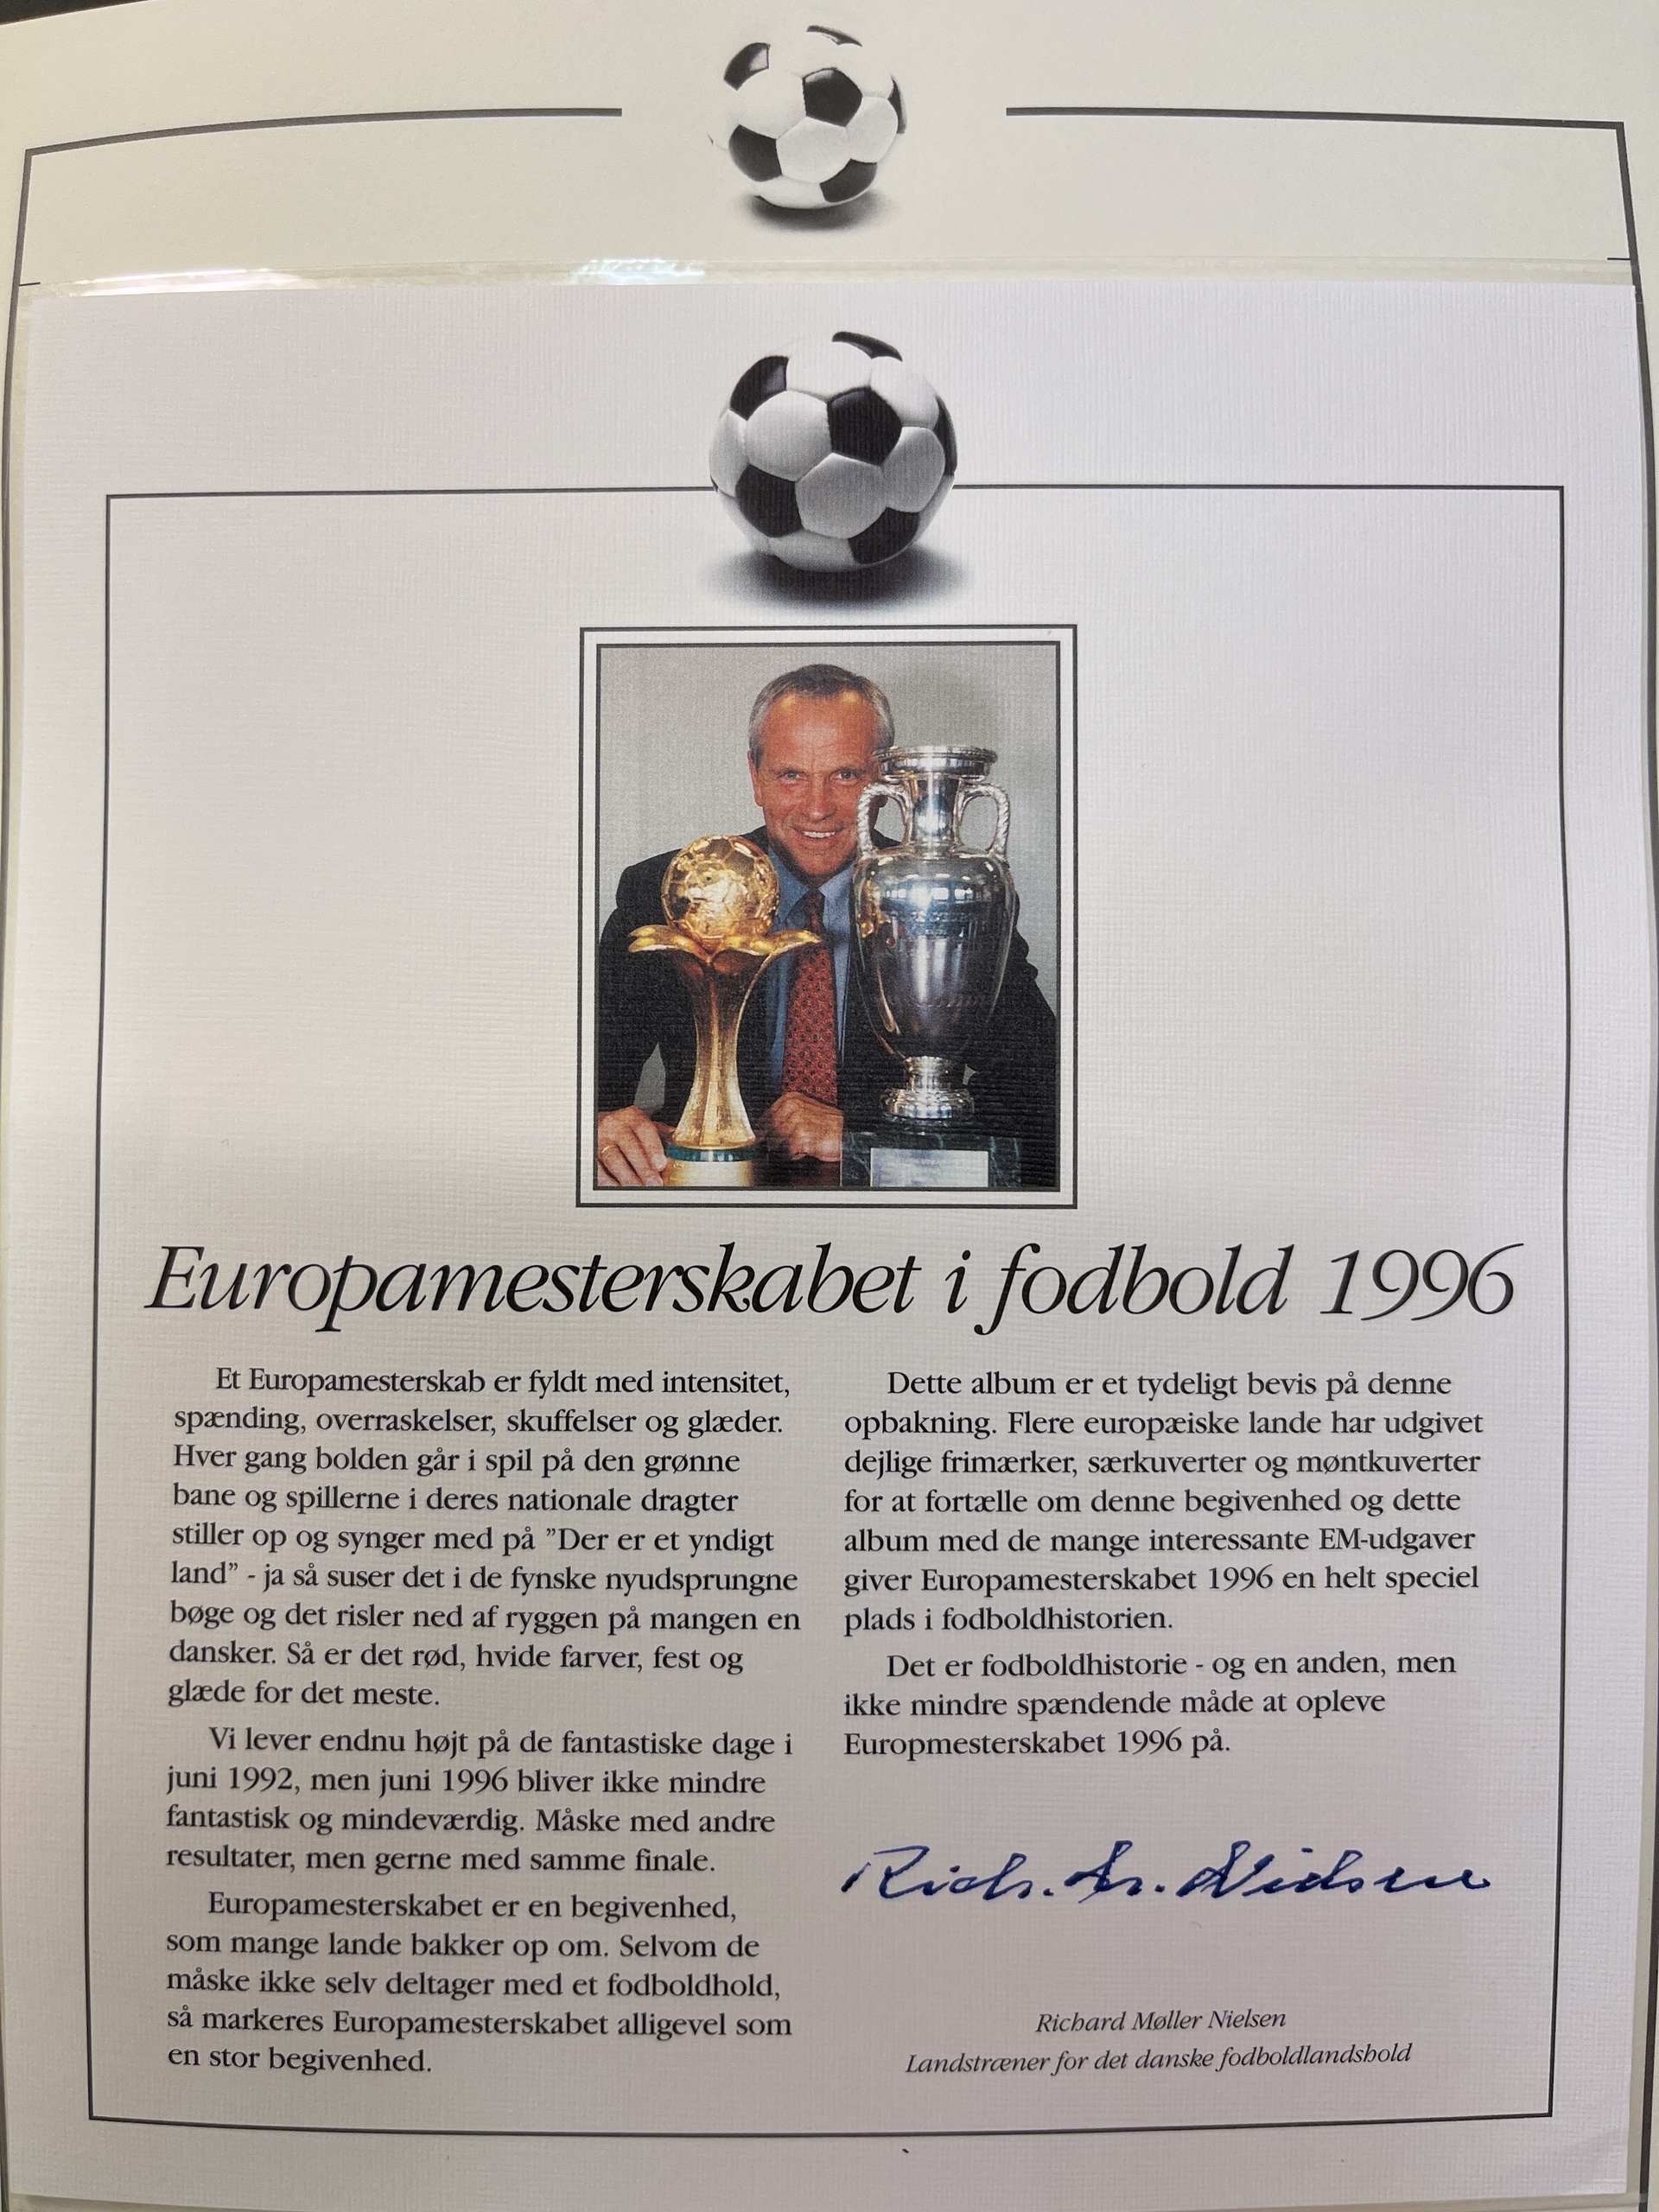 Europamesterskabet i fodbold 1996
Et Europamesterskab er fyldt med intensitet,
spænding, overraskelser, skuffelser og glæder.
Hver gang bolden går i spil på den grønne
bane og spillerne i deres nationale dragter
stiller op og synger med på ”Der er et yndigt
land” - ja så suser det i de fynske nyudsprungne
bøge og det risler ned af ryggen på mangen en
dansker. Så er det rød, hvide farver, fest og
glæde for det meste.
Vi lever endnu højt på de fantastiske dage i
juni 1992, men juni 1996 bliver ikke mindre
fantastisk og mindeværdig. Måske med andre
resultater, men gerne med samme finale.
Europamesterskabet er en begivenhed,
som mange lande bakker op om. Selvom de
måske ikke selv deltager med et fodboldhold,
så markeres Europamesterskabet alligevel som
en stor begivenhed.
Dette album er et tydeligt bevis på denne
opbakning. Flere europæiske lande har udgivet
dejlige frimærker, særkuverter og møntkuverter
for at fortælle om denne begivenhed og dette
album med de mange interessante EM-udgaver
giver Europamesterskabet 1996 en helt speciel
plads i fodboldhistorien.
Det er fodboldhistorie - og en anden, men
ikke mindre spændende måde at opleve
Europmesterskabet 1996 på.
Rich. Nielsen
Richard Møller Nielsen
Landstræner for det danske fodboldlandshold